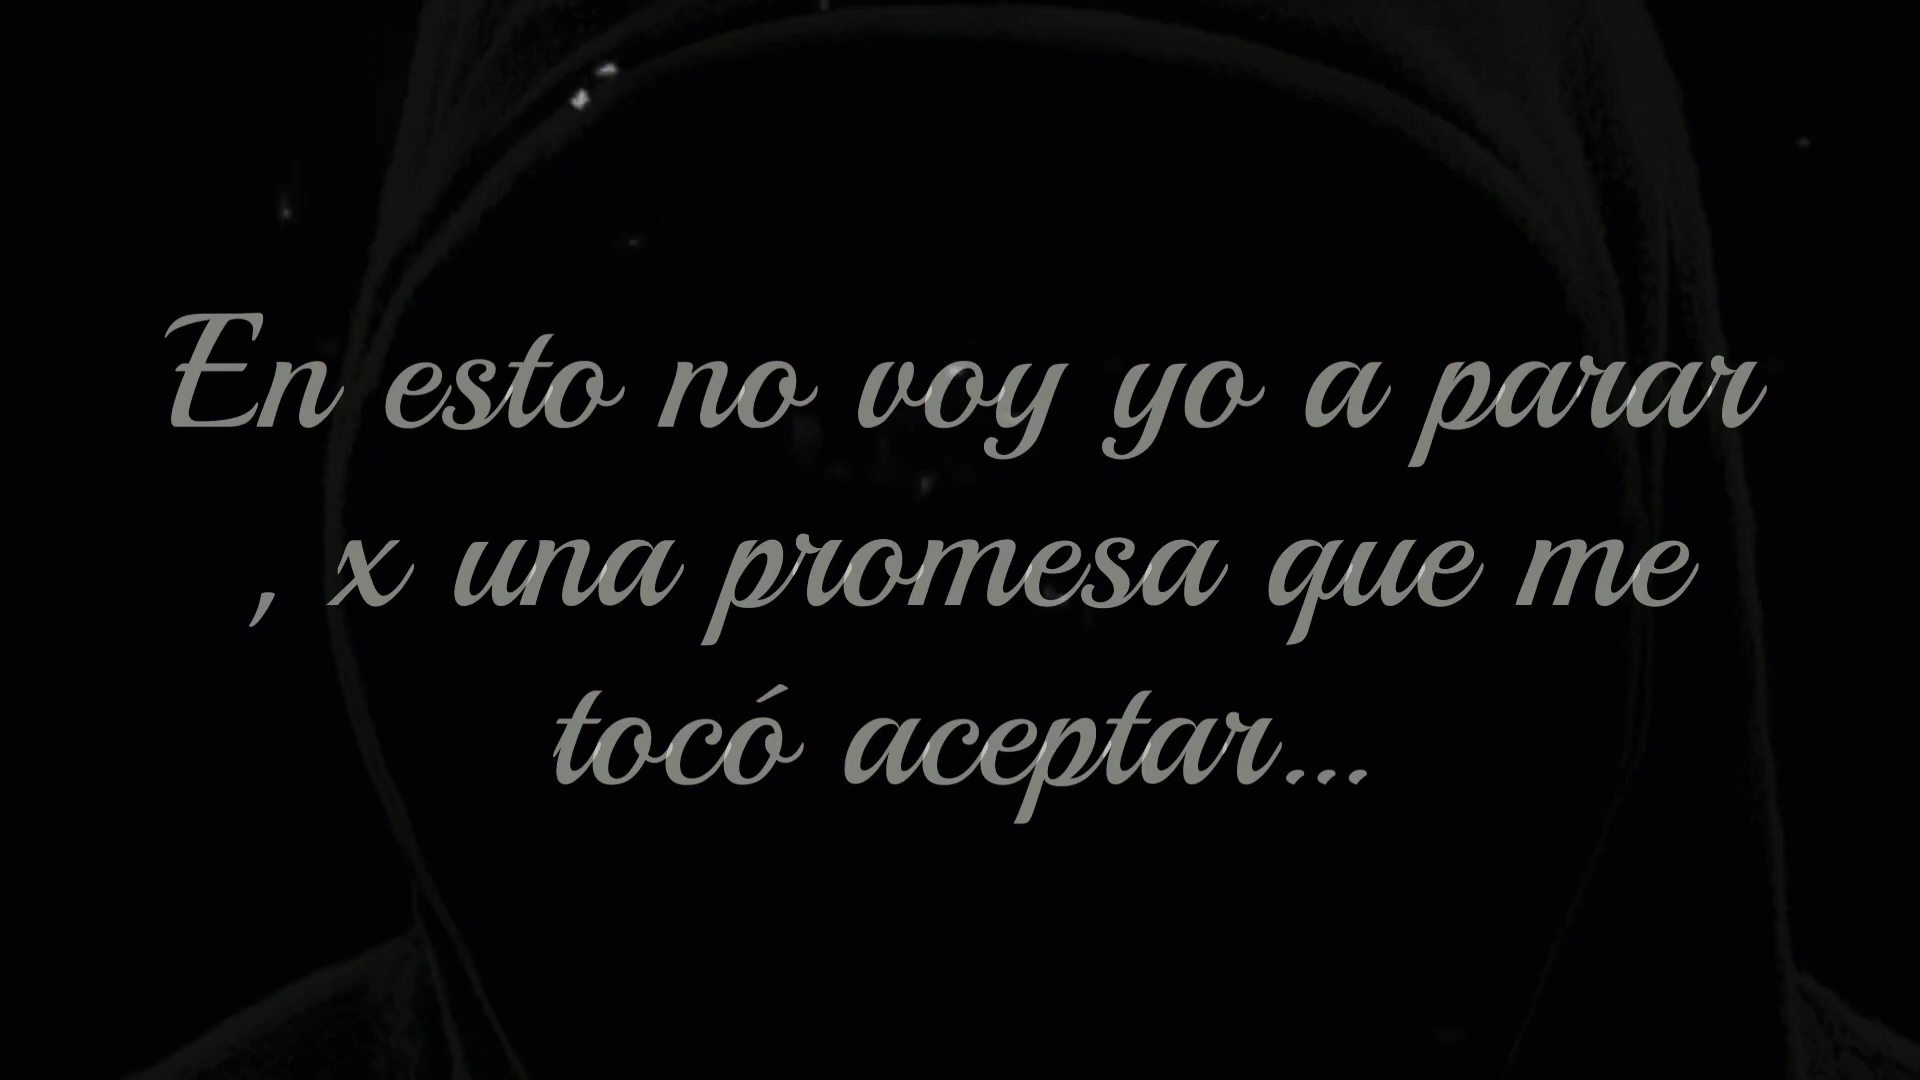 En esto no voy yo a parar
, x una promesa que me
tocó aceptar...